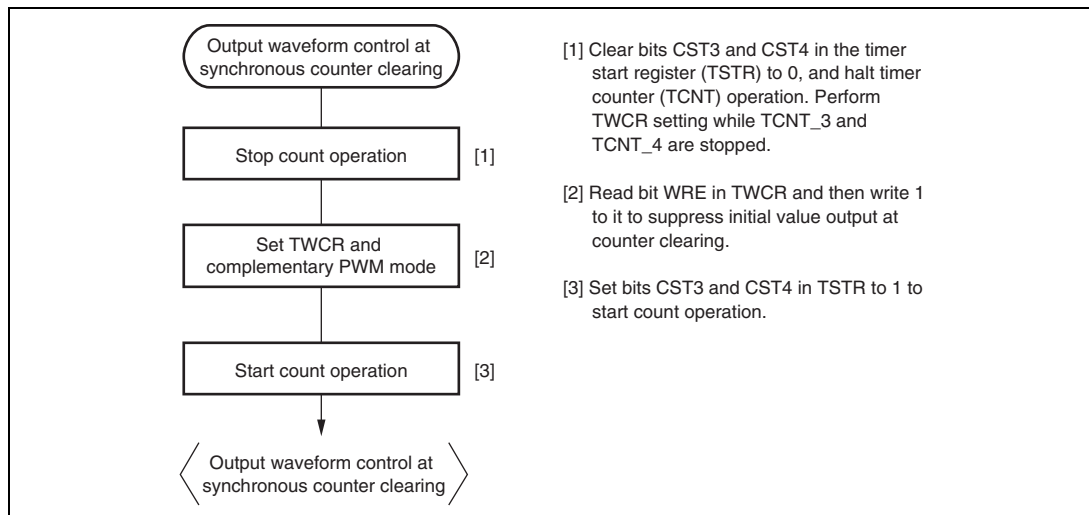 Output waveform control at
synchronous counter clearing
Stop count operation
[1]
Set TWCR and
complementary PWM mode
[2]
Start count operation
[3]
Output waveform control at
synchronous counter clearing
[1] Clear bits CST3 and CST4 in the timer
start register (TSTR) to 0, and halt timer
counter (TCNT) operation. Perform
TWCR setting while TCNT_3 and
TCNT_4 are stopped.
[2] Read bit WRE in TWCR and then write 1
to it to suppress initial value output at
counter clearing.
[3] Set bits CST3 and CST4 in TSTR to 1 to
start count operation.